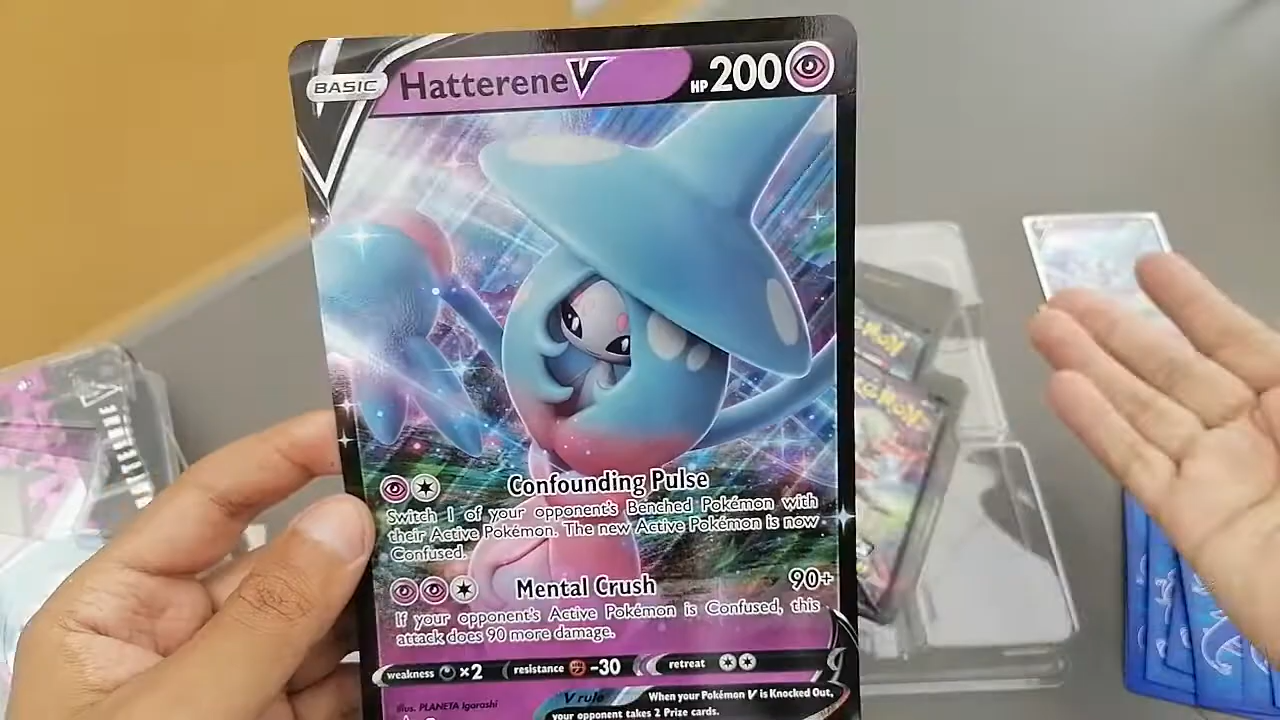 BASIC Hatterene V HP 200
Confounding Pulse
Switch 1 of your opponent's Benched Pokémon with
their Active Pokémon. The new Active Pokémon is now
Confused.
Mental Crush 90+
If your opponent's Active Pokémon is Confused, this
attack does 90 more damage.
weakness ×2 resistance -30 retreat
Illus. PLANETA Igarashi
V rule When your Pokémon V is Knocked Out,
your opponent takes 2 Prize cards.